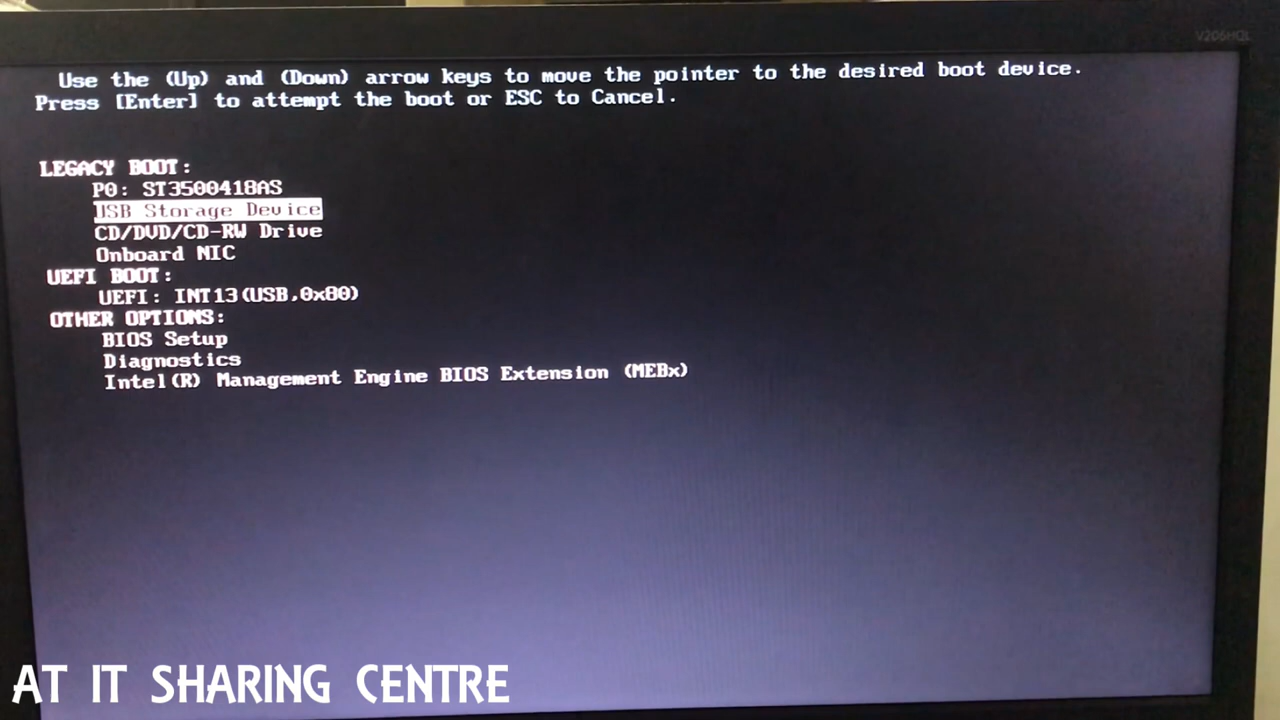 V206HQL
Use the (Up) and (Down) arrow keys to move the pointer to the desired boot device.
Press [Enter] to attempt the boot or ESC to Cancel.
LEGACY BOOT:
P0: ST3500418AS
USB Storage Device
CD/DVD/CD-RW Drive
Onboard NIC
UEFI BOOT:
UEFI: INT13(USB,0x80)
OTHER OPTIONS:
BIOS Setup
Diagnostics
Intel(R) Management Engine BIOS Extension (MEBx)
AT IT SHARING CENTRE